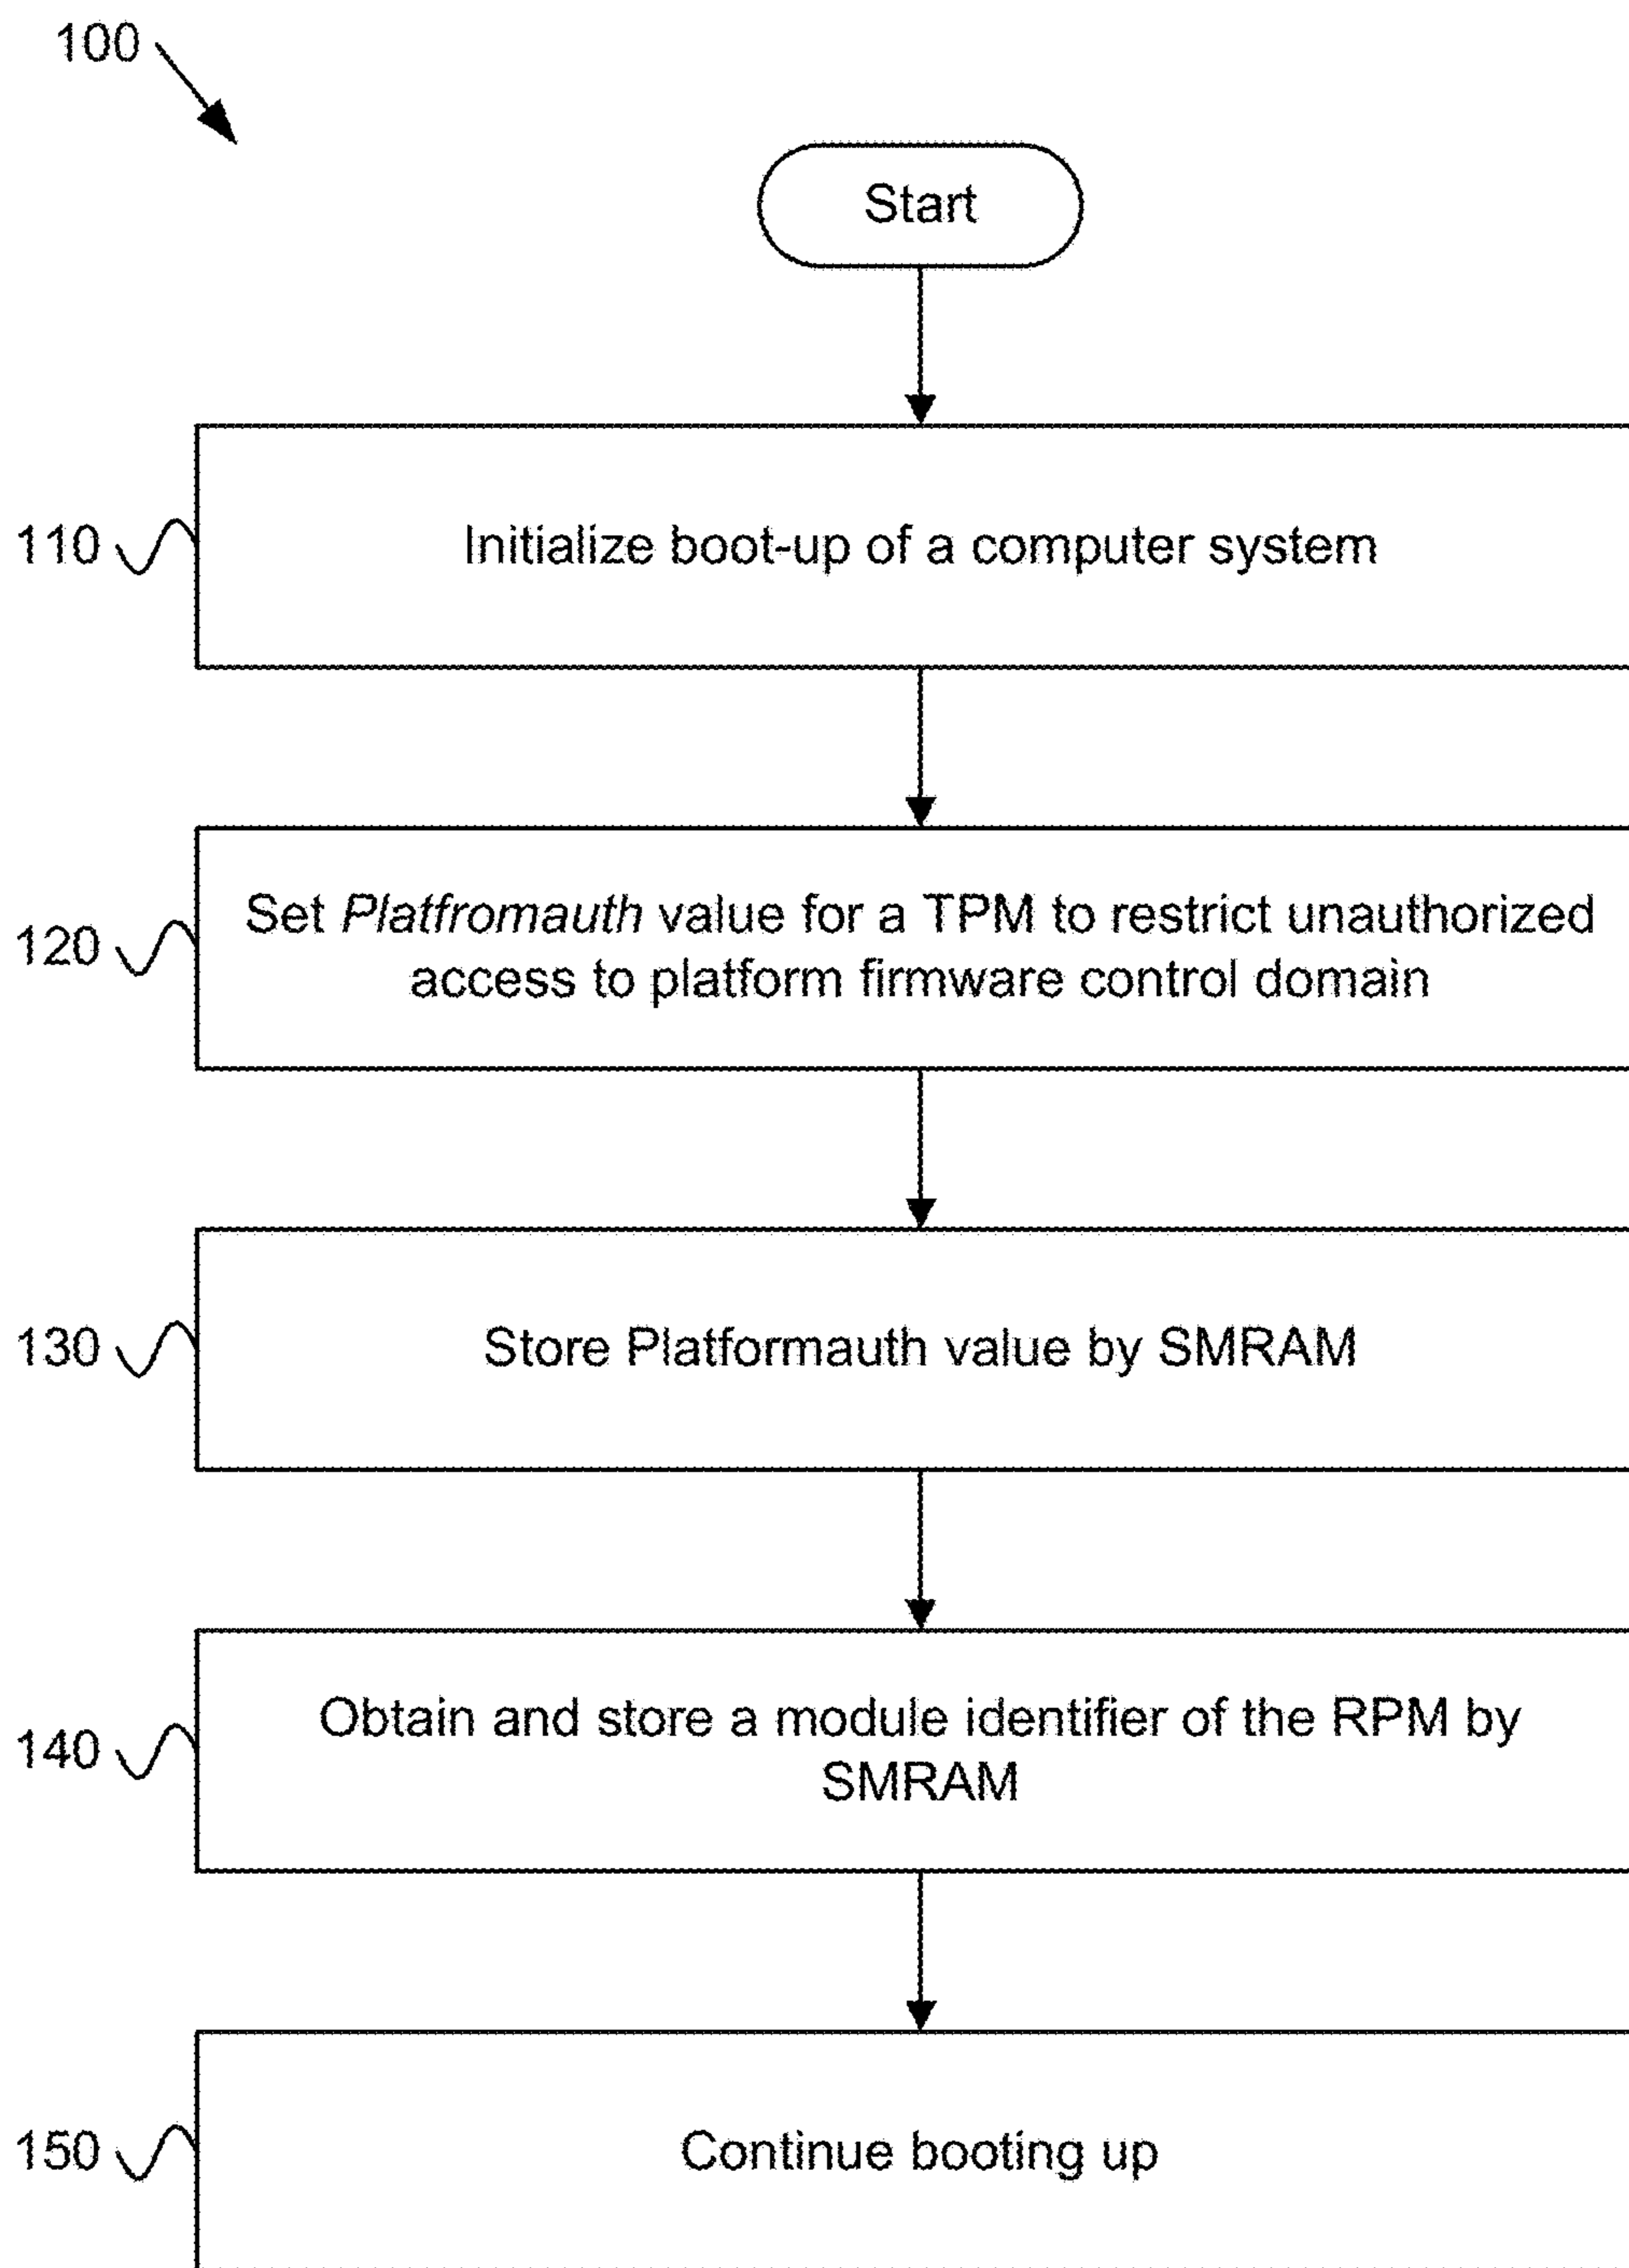 100
Start
110
Initialize boot-up of a computer system
120
Set Platfromauth value for a TPM to restrict unauthorized
access to platform firmware control domain
130
Store Platformauth value by SMRAM
140
Obtain and store a module identifier of the RPM by
SMRAM
150
Continue booting up